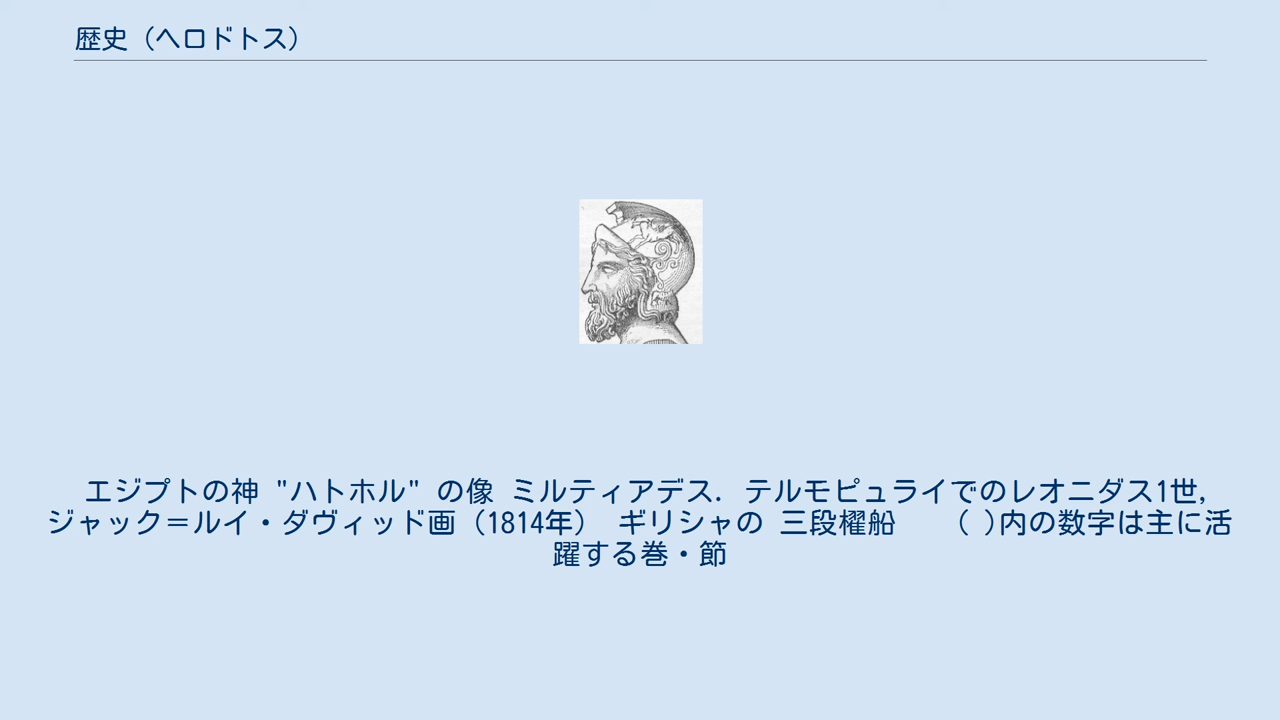 歴史（ヘロドトス）
エジプトの神 "ハトホル" の像 ミルティアデス. テルモピュライでのレオニダス1世,
ジャック＝ルイ・ダヴィッド画（1814年） ギリシャの 三段櫂船　 ( )内の数字は主に活
躍する巻・節